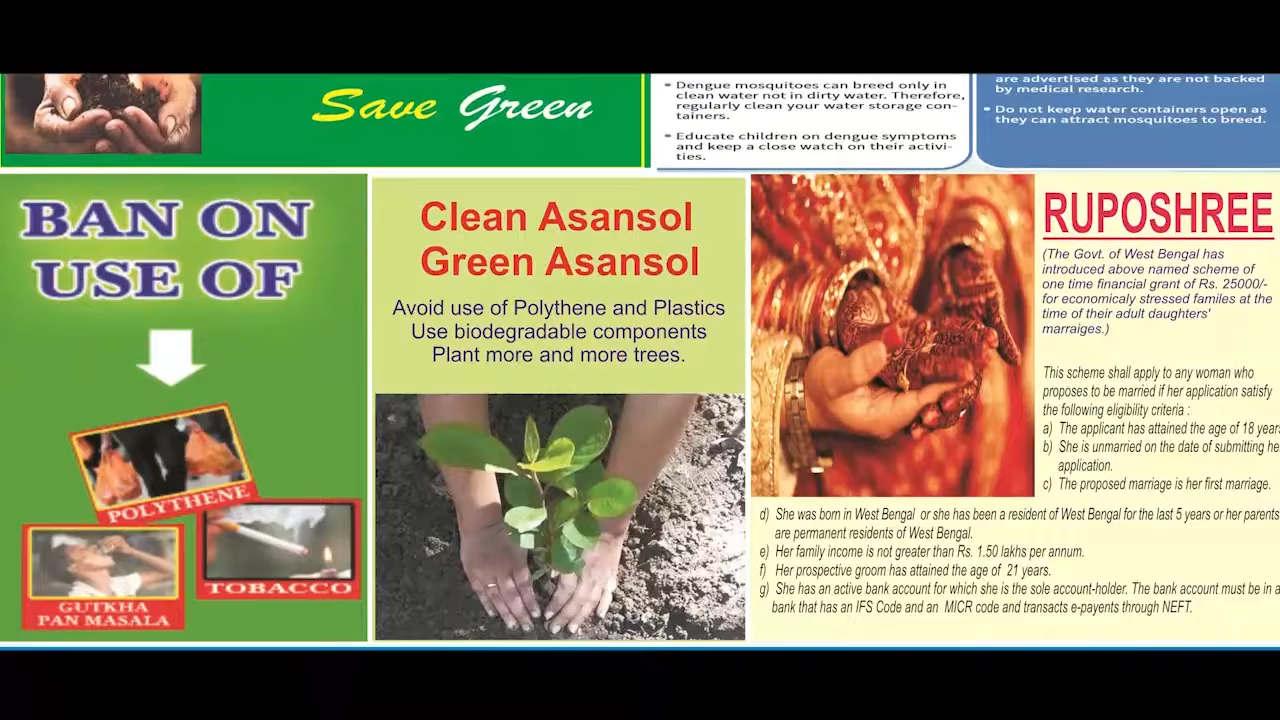 Save Green
Dengue mosquitoes can breed only in
clean water not in dirty water. Therefore,
regularly clean your water storage con-
tainers.
Educate children on dengue symptoms
and keep a close watch on their activi-
ties.
are advertised as they are not backed
by medical research.
Do not keep water containers open as
they can attract mosquitoes to breed.
BAN ON
USE OF
POLYTHENE
TOBACCO
GUTKHA
PAN MASALA
Clean Asansol
Green Asansol
Avoid use of Polythene and Plastics
Use biodegradable components
Plant more and more trees.
RUPOSHREE
(The Govt. of West Bengal has
introduced above named scheme of
one time financial grant of Rs. 25000/-
for economicaly stressed familes at the
time of their adult daughters'
marraiges.)
This scheme shall apply to any woman who
proposes to be married if her application satisfy
the following eligibility criteria :
a) The applicant has attained the age of 18 years
b) She is unmarried on the date of submitting he
application.
c) The proposed marriage is her first marriage.
d) She was born in West Bengal or she has been a resident of West Bengal for the last 5 years or her parents
are permanent residents of West Bengal.
e) Her family income is not greater than Rs. 1.50 lakhs per annum.
f) Her prospective groom has attained the age of 21 years.
g) She has an active bank account for which she is the sole account-holder. The bank account must be in a
bank that has an IFS Code and an MICR code and transacts e-payents through NEFT.